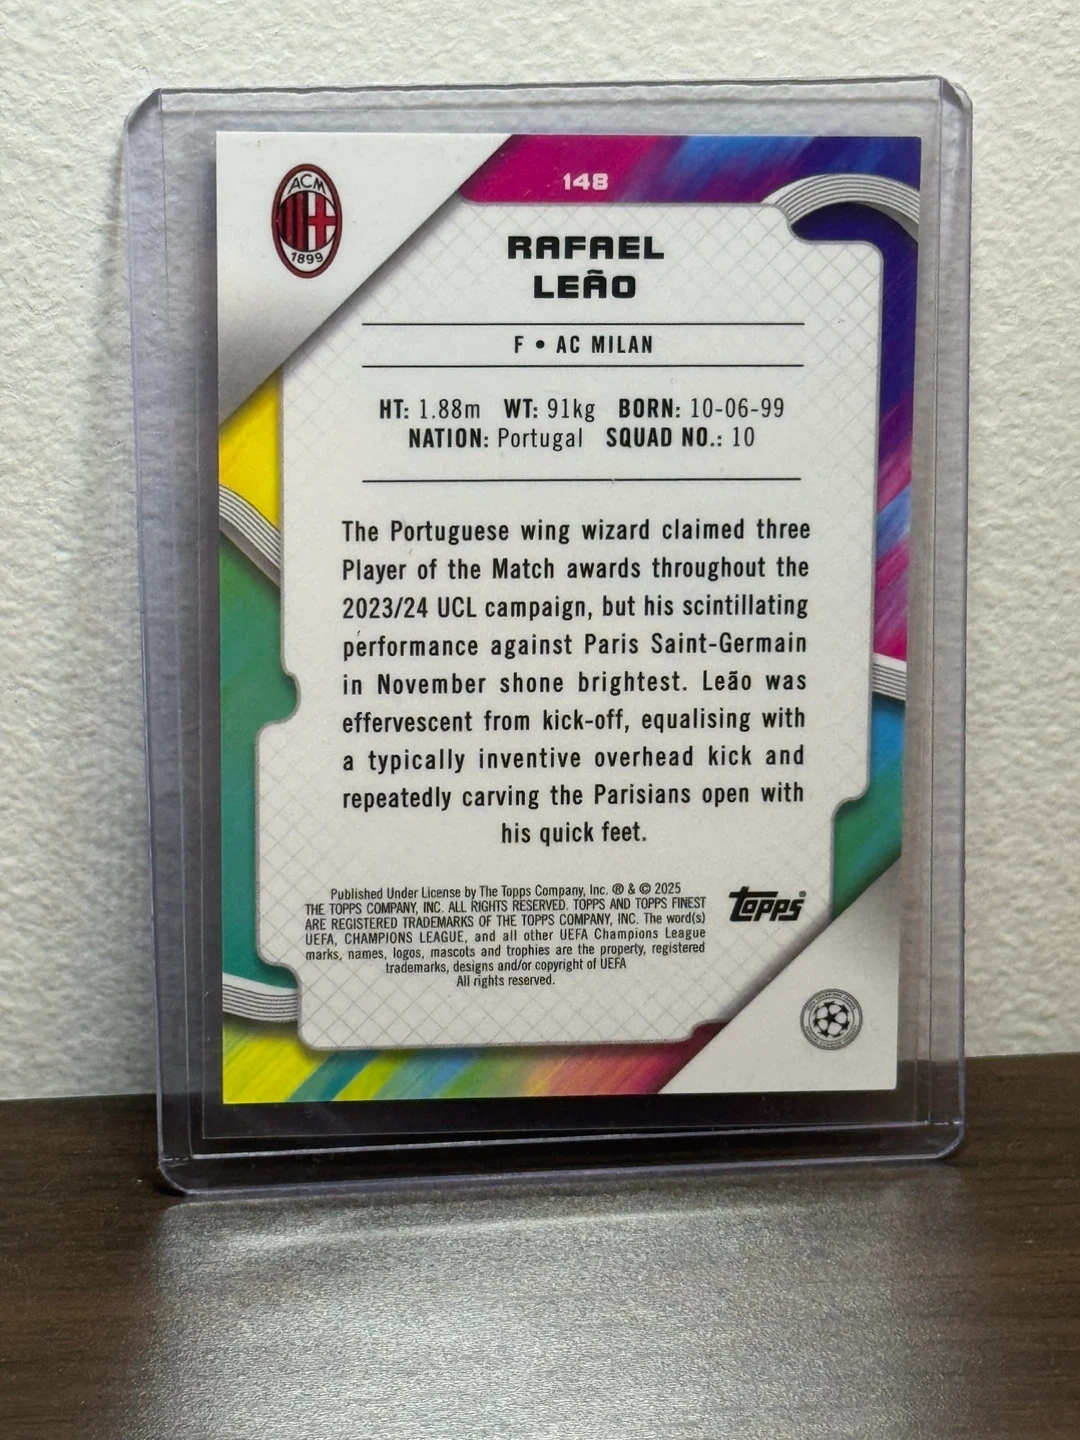 148
ACM
1899
RAFAEL
LEÃO
F • AC MILAN
HT: 1.88m WT: 91kg BORN: 10-06-99
NATION: Portugal SQUAD NO.: 10
The Portuguese wing wizard claimed three
Player of the Match awards throughout the
2023/24 UCL campaign, but his scintillating
performance against Paris Saint-Germain
in November shone brightest. Leão was
effervescent from kick-off, equalising with
a typically inventive overhead kick and
repeatedly carving the Parisians open with
his quick feet.
Published Under License by The Topps Company, Inc. ® & © 2025
THE TOPPS COMPANY, INC. ALL RIGHTS RESERVED. TOPPS AND TOPPS FINEST
ARE REGISTERED TRADEMARKS OF THE TOPPS COMPANY, INC. The word(s)
UEFA, CHAMPIONS LEAGUE, and all other UEFA Champions League
marks, names, logos, mascots and trophies are the property, registered
trademarks, designs and/or copyright of UEFA
All rights reserved.
Topps®